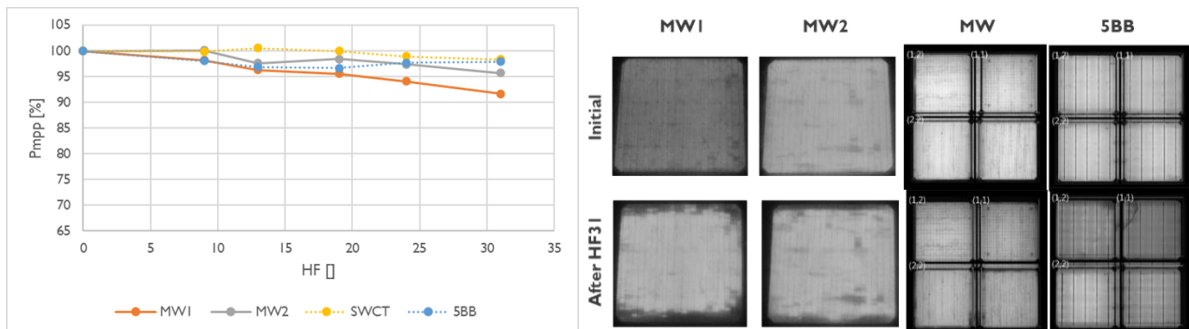 105
100
95
90
85
80
75
70
65
Pmpp [%]
0 5 10 15 20 25 30 35
HF []
MW1 MW2 SWCT 5BB
MW1 MW2 MW 5BB
Initial
(1,2) (1,1) (1,2) (1,1)
(2,2) (2,2)
After HF31
(1,2) (1,1) (1,2) (1,1)
(2,2) (2,2)